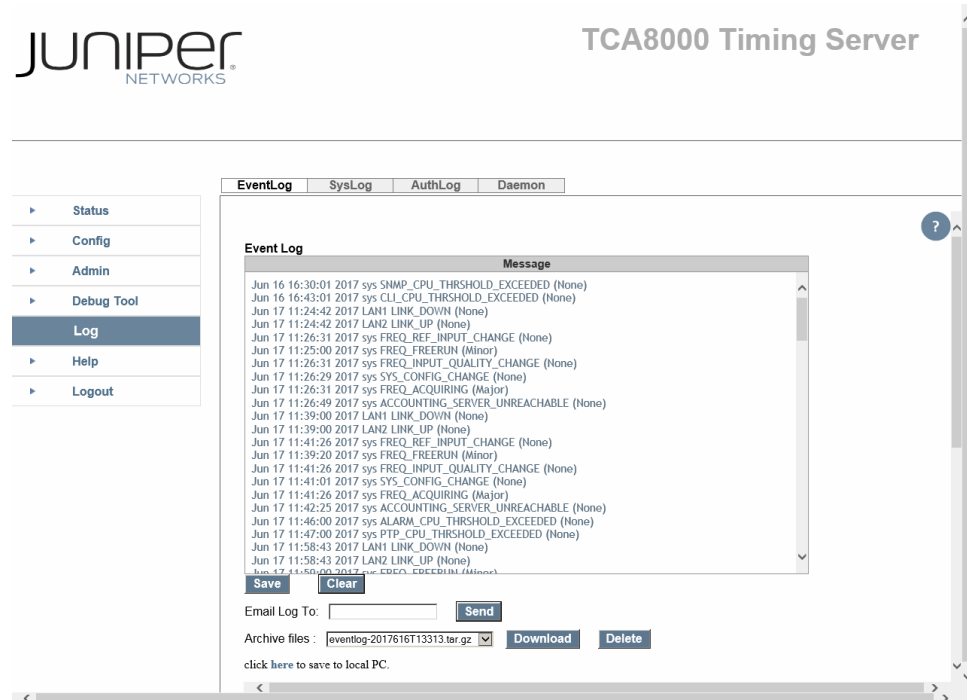 JUNIPEr
NETWORKS
TCA8000 Timing Server
EventLog SysLog AuthLog Daemon
Status
Config
Admin
Debug Tool
Log
Help
Logout
?
Event Log
Message
Jun 16 16:30:01 2017 sys SNMP_CPU_THRSHOLD_EXCEEDED (None)
Jun 16 16:43:01 2017 sys CLI_CPU_THRSHOLD_EXCEEDED (None)
Jun 17 11:24:42 2017 LAN1 LINK_DOWN (None)
Jun 17 11:24:42 2017 LAN2 LINK_UP (None)
Jun 17 11:26:31 2017 sys FREQ_REF_INPUT_CHANGE (None)
Jun 17 11:25:00 2017 sys FREQ_FREERUN (Minor)
Jun 17 11:26:31 2017 sys FREQ_INPUT_QUALITY_CHANGE (None)
Jun 17 11:26:29 2017 sys SYS_CONFIG_CHANGE (None)
Jun 17 11:26:31 2017 sys FREQ_ACQUIRING (Major)
Jun 17 11:26:49 2017 sys ACCOUNTING_SERVER_UNREACHABLE (None)
Jun 17 11:39:00 2017 LAN1 LINK_DOWN (None)
Jun 17 11:39:00 2017 LAN2 LINK_UP (None)
Jun 17 11:41:26 2017 sys FREQ_REF_INPUT_CHANGE (None)
Jun 17 11:39:20 2017 sys FREQ_FREERUN (Minor)
Jun 17 11:41:26 2017 sys FREQ_INPUT_QUALITY_CHANGE (None)
Jun 17 11:41:01 2017 sys SYS_CONFIG_CHANGE (None)
Jun 17 11:41:26 2017 sys FREQ_ACQUIRING (Major)
Jun 17 11:42:25 2017 sys ACCOUNTING_SERVER_UNREACHABLE (None)
Jun 17 11:46:00 2017 sys ALARM_CPU_THRSHOLD_EXCEEDED (None)
Jun 17 11:47:00 2017 sys PTP_CPU_THRSHOLD_EXCEEDED (None)
Jun 17 11:58:43 2017 LAN1 LINK_DOWN (None)
Jun 17 11:58:43 2017 LAN2 LINK_UP (None)
Jun 17 11:59:00 2017 sys FREQ_FREERUN (Minor)
Save Clear
Email Log To: Send
Archive files : eventlog-2017616T13313.tar.gz Download Delete
click here to save to local PC.